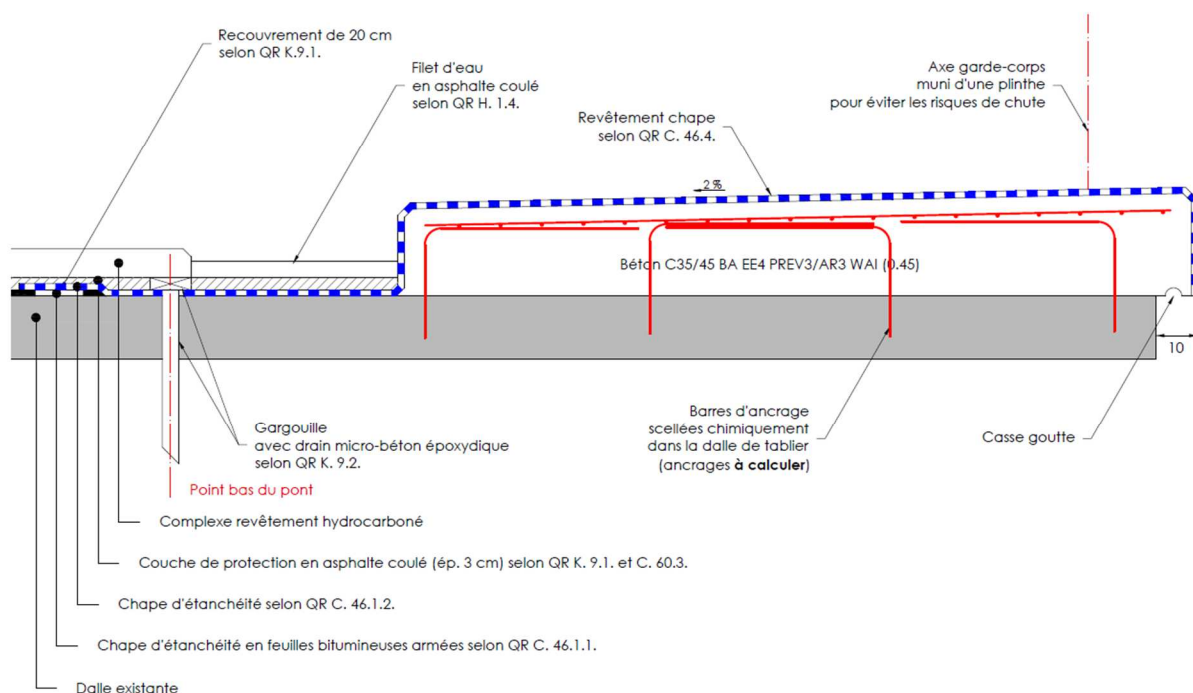 Recouvrement de 20 cm
selon QR K.9.1.
Filet d'eau
en asphalte coulé
selon QR H. 1.4.
Revêtement chape
selon QR C. 46.4.
Axe garde-corps
muni d'une plinthe
pour éviter les risques de chute
2%
Béton C35/45 BA EE4 PREV3/AR3 WAI (0.45)
10
Gargouille
avec drain micro-béton époxydique
selon QR K. 9.2.
Barres d'ancrage
scellées chimiquement
dans la dalle de tablier
(ancrages à calculer)
Casse goutte
Point bas du pont
Complexe revêtement hydrocarboné
Couche de protection en asphalte coulé (ép. 3 cm) selon QR K. 9.1. et C. 60.3.
Chape d'étanchéité selon QR C. 46.1.2.
Chape d'étanchéité en feuilles bitumineuses armées selon QR C. 46.1.1.
Dalle existante